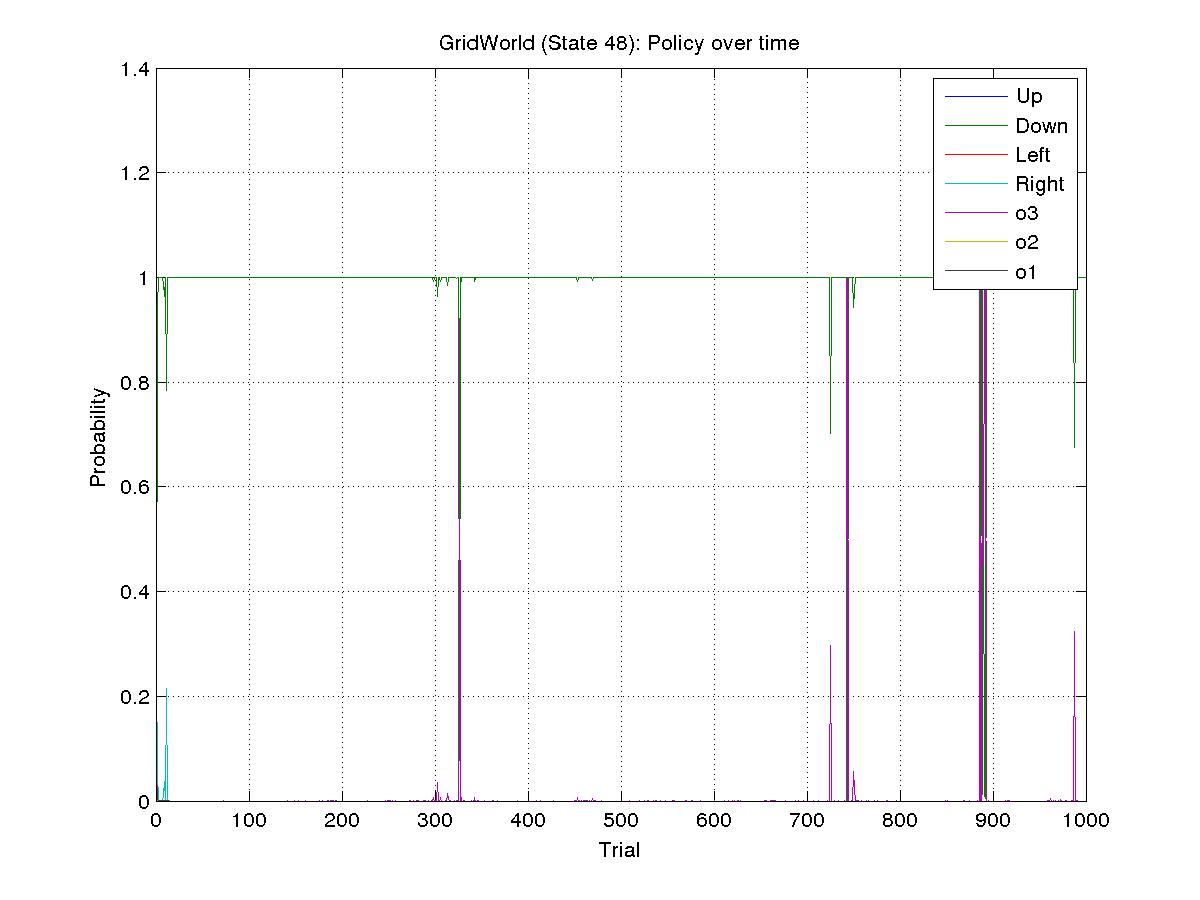 GridWorld (State 48): Policy over time
1.4
1.2
1
0.8
0.6
0.4
0.2
0
Probability
Up
Down
Left
Right
o3
o2
o1
0 100 200 300 400 500 600 700 800 900 1000
Trial